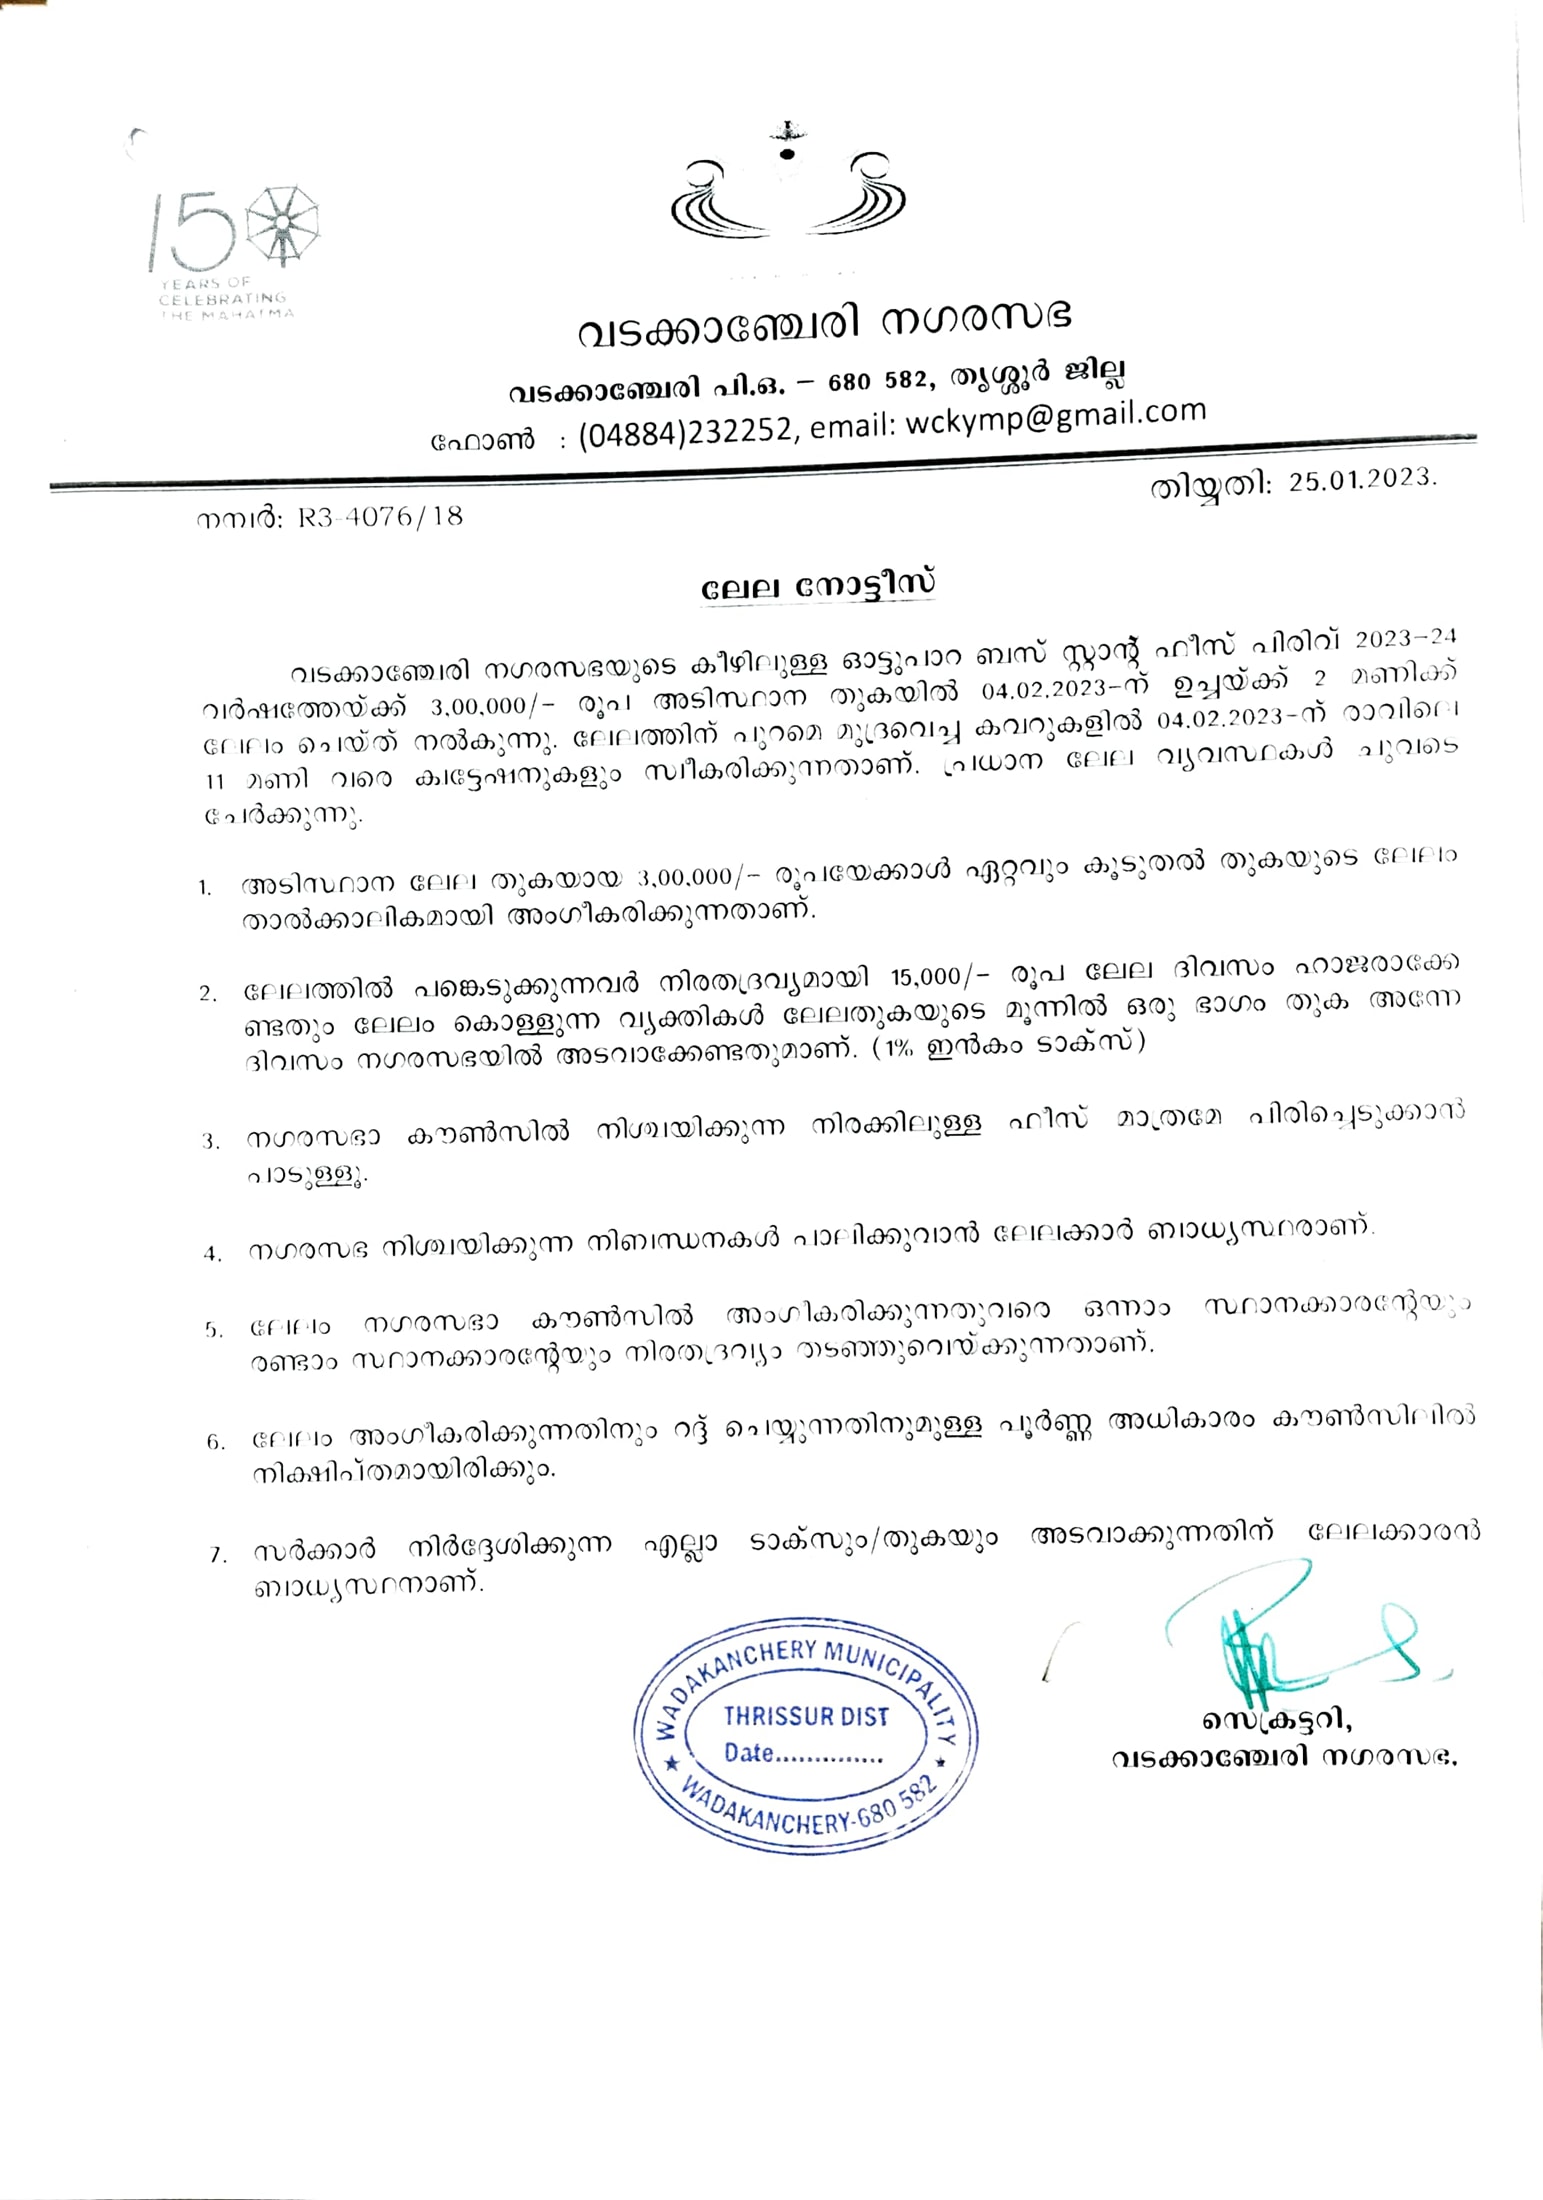 150
YEARS OF
CELEBRATING
THE MAHATMA
വടക്കാഞ്ചേരി നഗരസഭ
വടക്കാഞ്ചേരി പി.ഒ. – 680 582, തൃശ്ശൂർ ജില്ല
ഫോൺ : (04884)232252, email: wckymp@gmail.com
നമ്പർ: R3-4076/18
തിയ്യതി: 25.01.2023.
ലേല നോട്ടീസ്
വടക്കാഞ്ചേരി നഗരസഭയുടെ കീഴിലുള്ള ഓട്ടുപാറ ബസ് സ്റ്റാന്റ് ഫീസ് പിരിവ് 2023-24
വർഷത്തേയ്ക്ക് 3,00,000/- രൂപ അടിസ്ഥാന തുകയിൽ 04.02.2023-ന് ഉച്ചയ്ക്ക് 2 മണിക്ക്
ലേലം ചെയ്ത് നൽകുന്നു. ലേലത്തിന് പുറമെ മുദ്രവെച്ച കവറുകളിൽ 04.02.2023-ന് രാവിലെ
11 മണി വരെ ക്വട്ടേഷനുകളും സ്വീകരിക്കുന്നതാണ്. പ്രധാന ലേല വ്യവസ്ഥകൾ ചുവടെ
ചേർക്കുന്നു.
1. അടിസ്ഥാന ലേല തുകയായ 3,00,000/- രൂപയേക്കാൾ ഏറ്റവും കൂടുതൽ തുകയുടെ ലേലം
താൽക്കാലികമായി അംഗീകരിക്കുന്നതാണ്.
2. ലേലത്തിൽ പങ്കെടുക്കുന്നവർ നിരതദ്രവ്യമായി 15,000/- രൂപ ലേല ദിവസം ഹാജരാക്കേ
ണ്ടതും ലേലം കൊള്ളുന്ന വ്യക്തികൾ ലേലതുകയുടെ മൂന്നിൽ ഒരു ഭാഗം തുക അന്നേ
ദിവസം നഗരസഭയിൽ അടവാക്കേണ്ടതുമാണ്. (1% ഇൻകം ടാക്സ്)
3. നഗരസഭാ കൗൺസിൽ നിശ്ചയിക്കുന്ന നിരക്കിലുള്ള ഫീസ് മാത്രമേ പിരിച്ചെടുക്കാൻ
പാടുള്ളൂ.
4. നഗരസഭ നിശ്ചയിക്കുന്ന നിബന്ധനകൾ പാലിക്കുവാൻ ലേലക്കാർ ബാധ്യസ്ഥരാണ്.
5. ലേലം നഗരസഭാ കൗൺസിൽ അംഗീകരിക്കുന്നതുവരെ ഒന്നാം സ്ഥാനക്കാരന്റേയും
രണ്ടാം സ്ഥാനക്കാരന്റേയും നിരതദ്രവ്യം തടഞ്ഞുവെയ്ക്കുന്നതാണ്.
6. ലേലം അംഗീകരിക്കുന്നതിനും റദ്ദ് ചെയ്യുന്നതിനുമുള്ള പൂർണ്ണ അധികാരം കൗൺസിലിൽ
നിക്ഷിപ്തമായിരിക്കും.
7. സർക്കാർ നിർദ്ദേശിക്കുന്ന എല്ലാ ടാക്സും/തുകയും അടവാക്കുന്നതിന് ലേലക്കാരൻ
ബാധ്യസ്ഥനാണ്.
WADAKANCHERY MUNICIPALITY
THRISSUR DIST
Date..............
★ WADAKANCHERY-680 582 ★
സെക്രട്ടറി,
വടക്കാഞ്ചേരി നഗരസഭ.